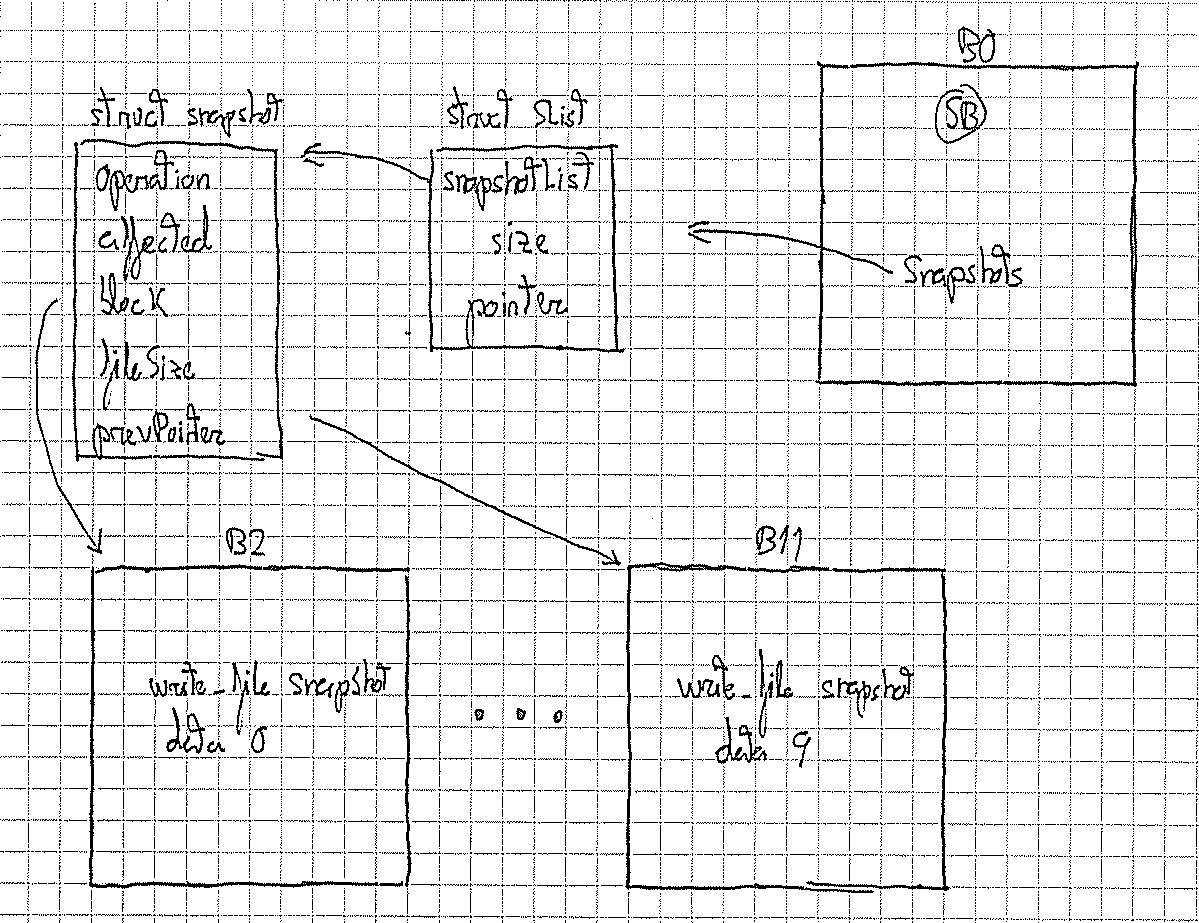 B0
SB
struct snapshot
struct SList
operation
affected
block
fileSize
prevPointer
snapshotList
size
pointer
Snapshots
B2
B11
write_file snapshot
data 0
write_file snapshot
data 9